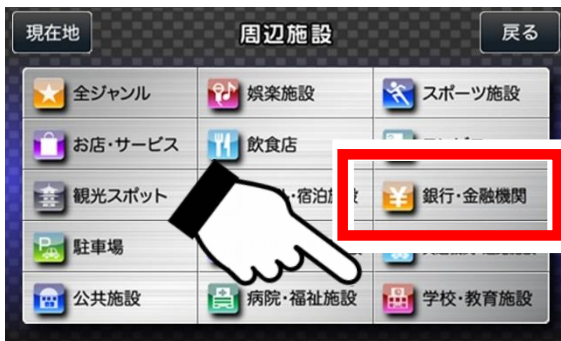 現在地
周辺施設
戻る
全ジャンル
娯楽施設
スポーツ施設
お店・サービス
飲食店
観光スポット
・宿泊
¥
銀行・金融機関
P
駐車場
公共施設
病院・福祉施設
学校・教育施設